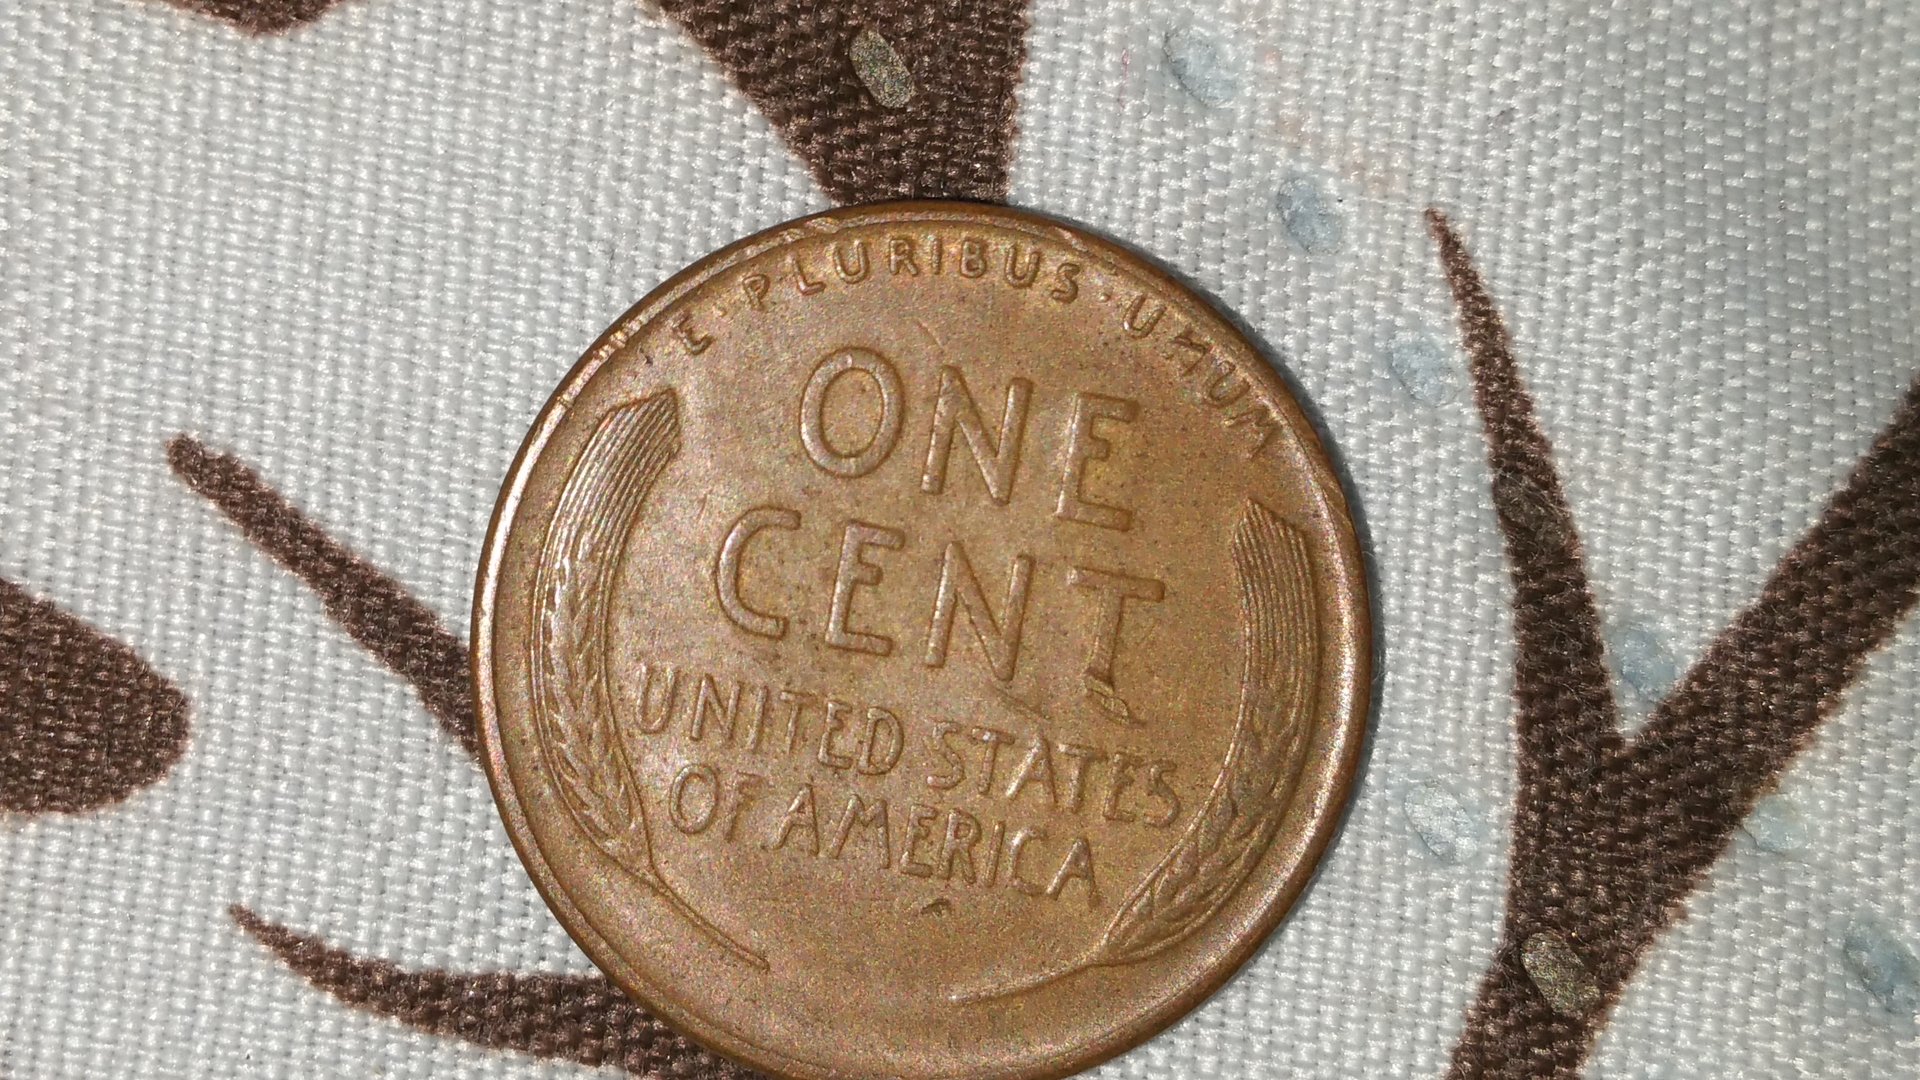 E·PLURIBUS·UNUM
ONE
CENT
UNITED STATES
OF AMERICA